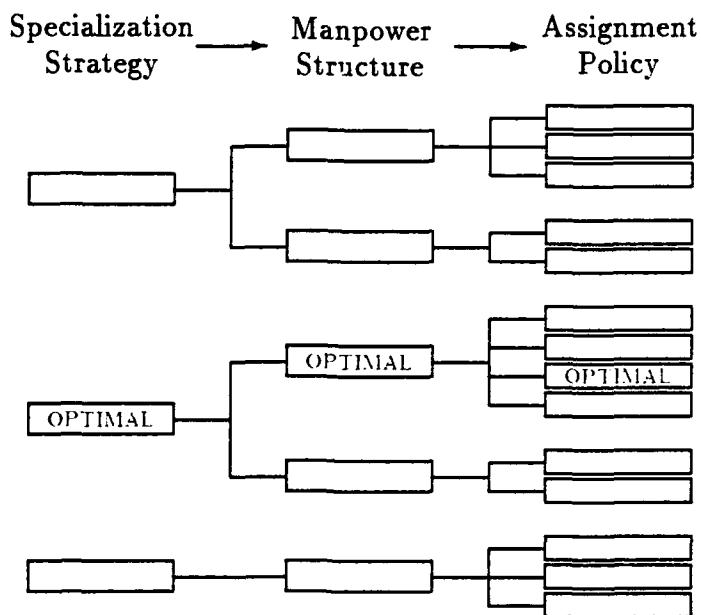 Specialization Strategy
Manpower Structure
Assignment Policy
OPTIMAL
OPTIMAL
OPTIMAL